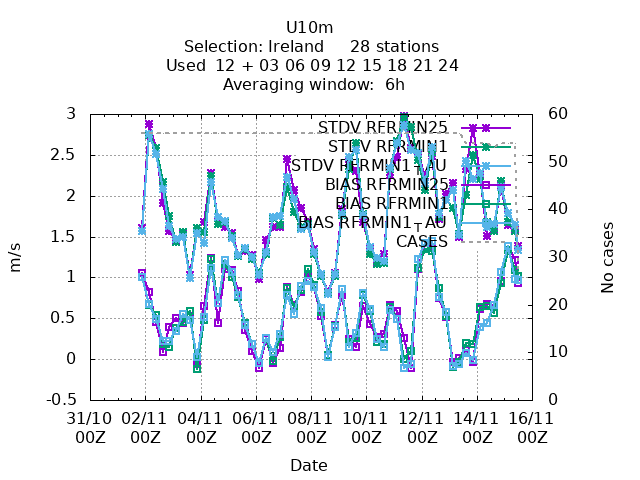 U10m
Selection: Ireland     28 stations
Used  12 + 03 06 09 12 15 18 21 24
Averaging window:  6h
3
2.5
2
1.5
1
0.5
0
-0.5
m/s
60
50
40
30
20
10
0
No cases
STDV RFRMIN25
STDV RFRMIN1
STDV RFRMIN1_AU
BIAS RFRMIN25
BIAS RFRMIN1
BIAS RFRMIN1_AU
CASES
31/10 02/11 04/11 06/11 08/11 10/11 12/11 14/11 16/11
00Z 00Z 00Z 00Z 00Z 00Z 00Z 00Z 00Z
Date